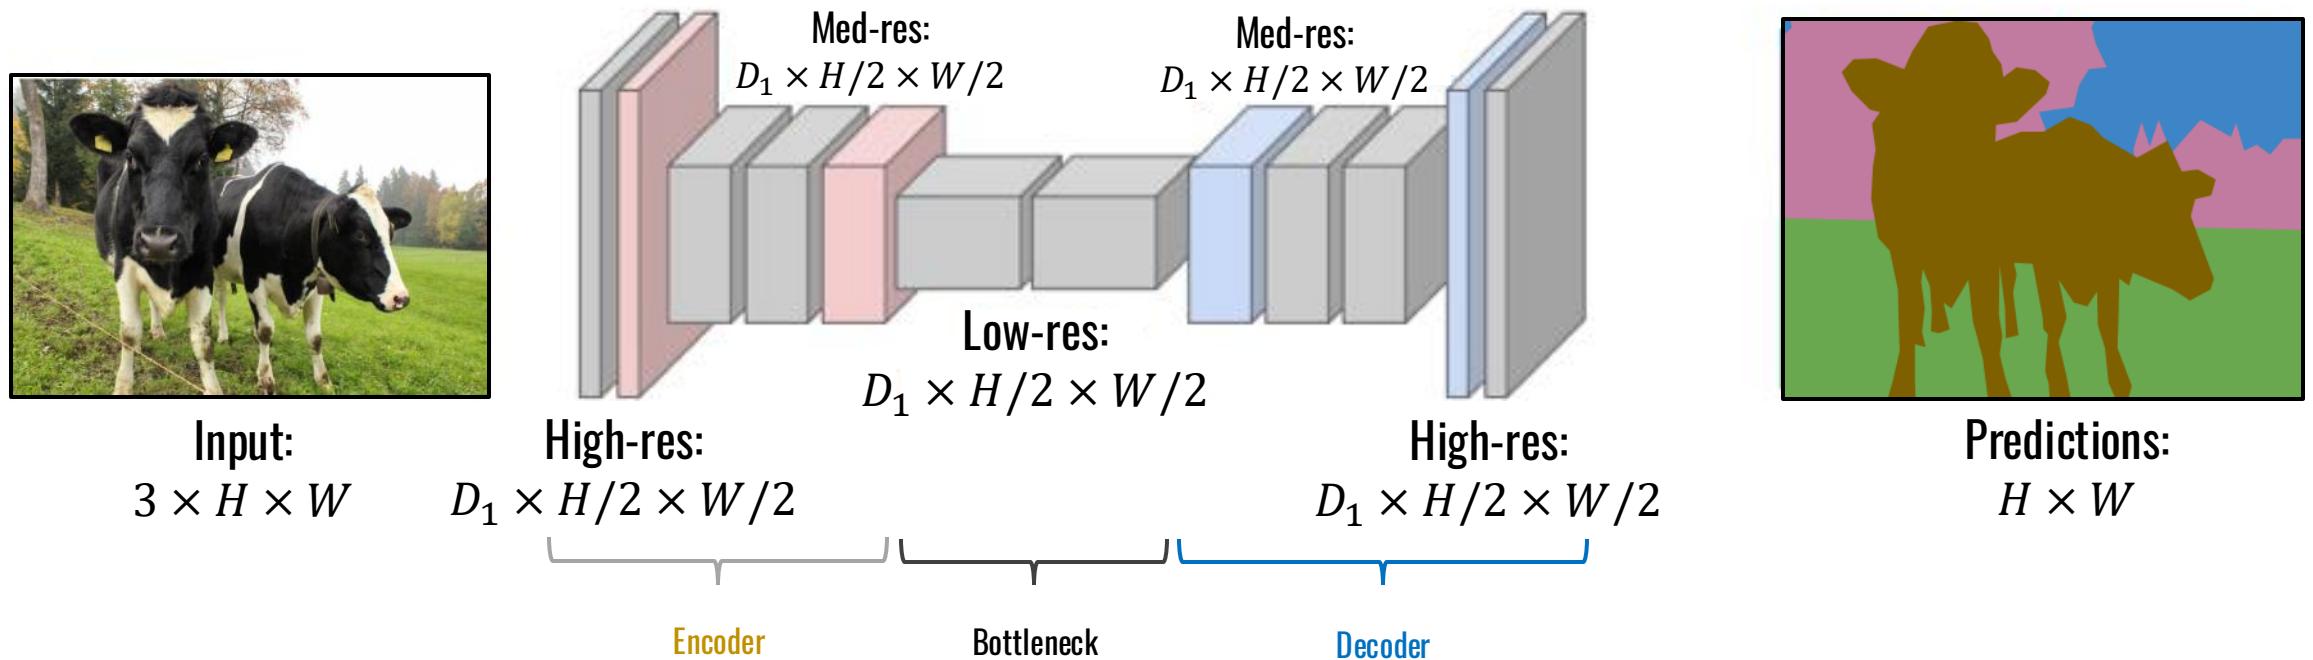 Med-res:
D₁ × H/2 × W/2
Med-res:
D₁ × H/2 × W/2
Low-res:
D₁ × H/2 × W/2
Input:
3 × H × W
High-res:
D₁ × H/2 × W/2
High-res:
D₁ × H/2 × W/2
Predictions:
H × W
Encoder
Bottleneck
Decoder